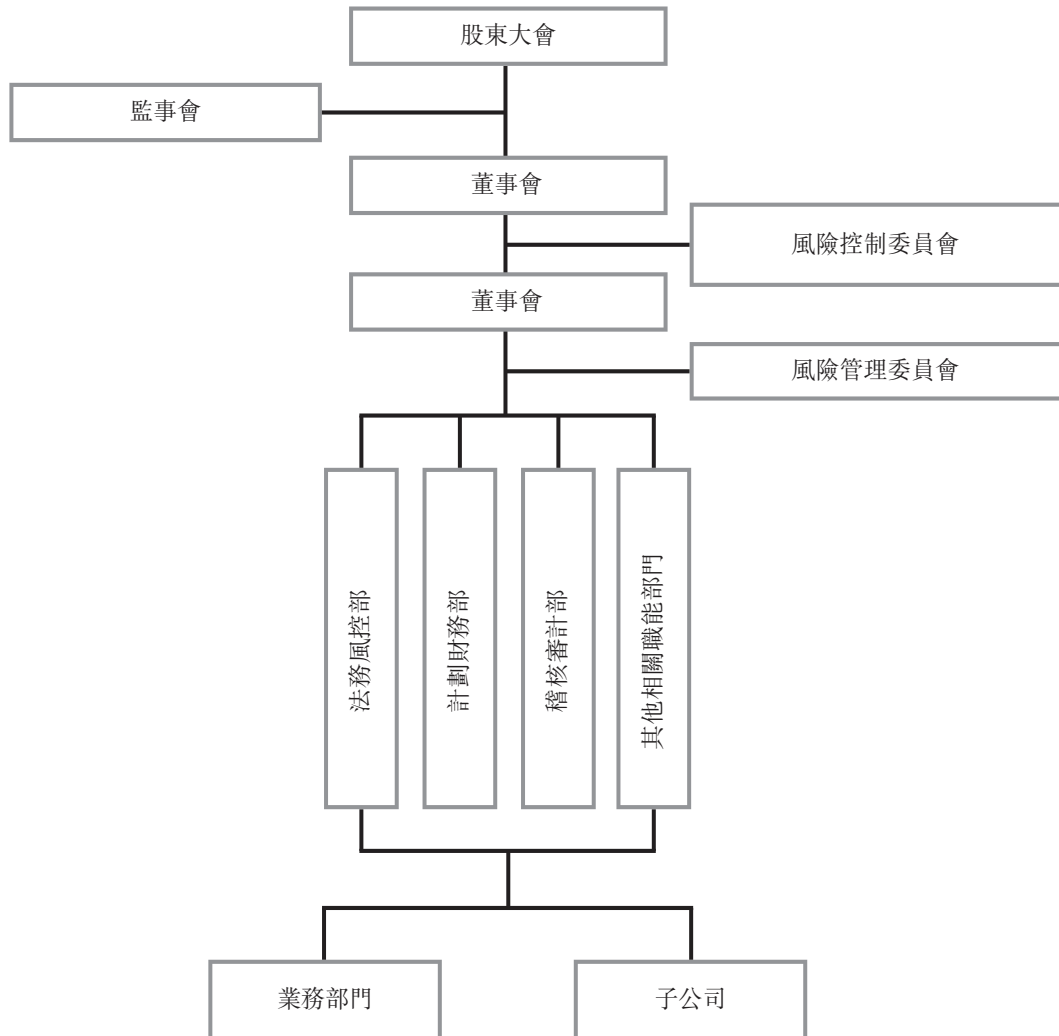 股東大會
監事會
董事會
風險控制委員會
董事會
風險管理委員會
法務風控部
計劃財務部
稽核審計部
其他相關職能部門
業務部門
子公司